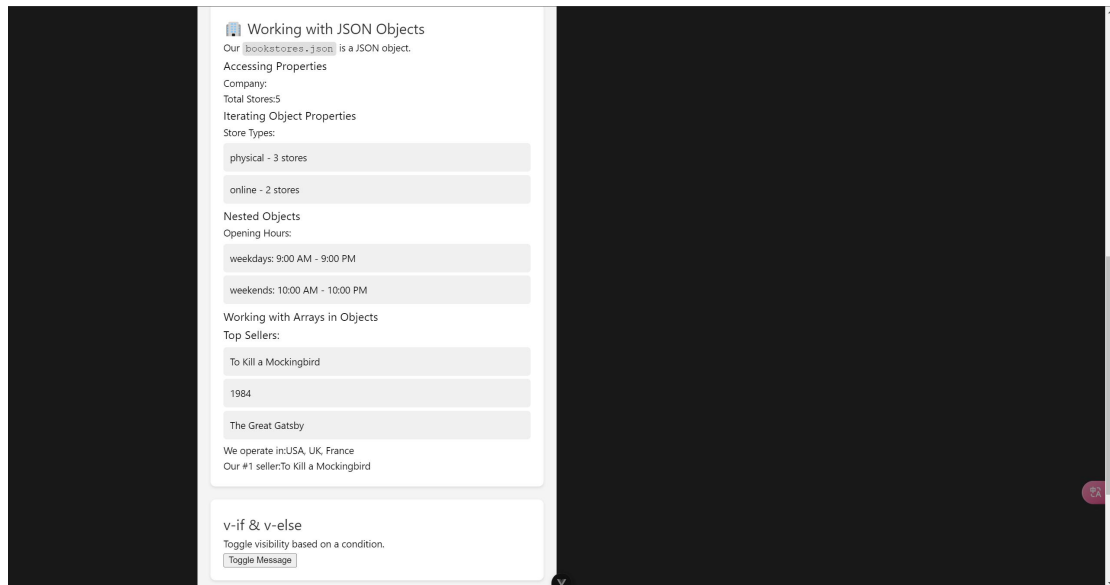 Working with JSON Objects
Our bookstores.json is a JSON object.
Accessing Properties
Company:
Total Stores:5
Iterating Object Properties
Store Types:
physical - 3 stores
online - 2 stores
Nested Objects
Opening Hours:
weekdays: 9:00 AM - 9:00 PM
weekends: 10:00 AM - 10:00 PM
Working with Arrays in Objects
Top Sellers:
To Kill a Mockingbird
1984
The Great Gatsby
We operate in:USA, UK, France
Our #1 seller:To Kill a Mockingbird
v-if & v-else
Toggle visibility based on a condition.
Toggle Message